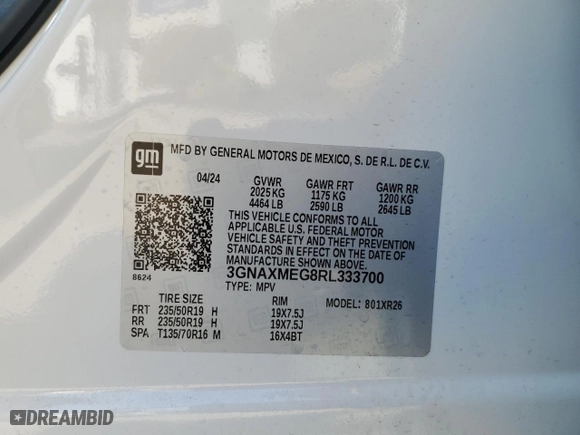 gm
MFD BY GENERAL MOTORS DE MEXICO, S. DE R.L. DE C.V.
04/24 GVWR GAWR FRT GAWR RR
2025 KG 1175 KG 1200 KG
4464 LB 2590 LB 2645 LB
THIS VEHICLE CONFORMS TO ALL
APPLICABLE U.S. FEDERAL MOTOR
VEHICLE SAFETY AND THEFT PREVENTION
STANDARDS IN EFFECT ON THE DATE OF
MANUFACTURE SHOWN ABOVE.
8624 3GNAXMEG8RL333700
TYPE: MPV
TIRE SIZE RIM MODEL: 801XR26
FRT 235/50R19 H 19X7.5J
RR 235/50R19 H 19X7.5J
SPA T135/70R16 M 16X4BT
DREAMBID